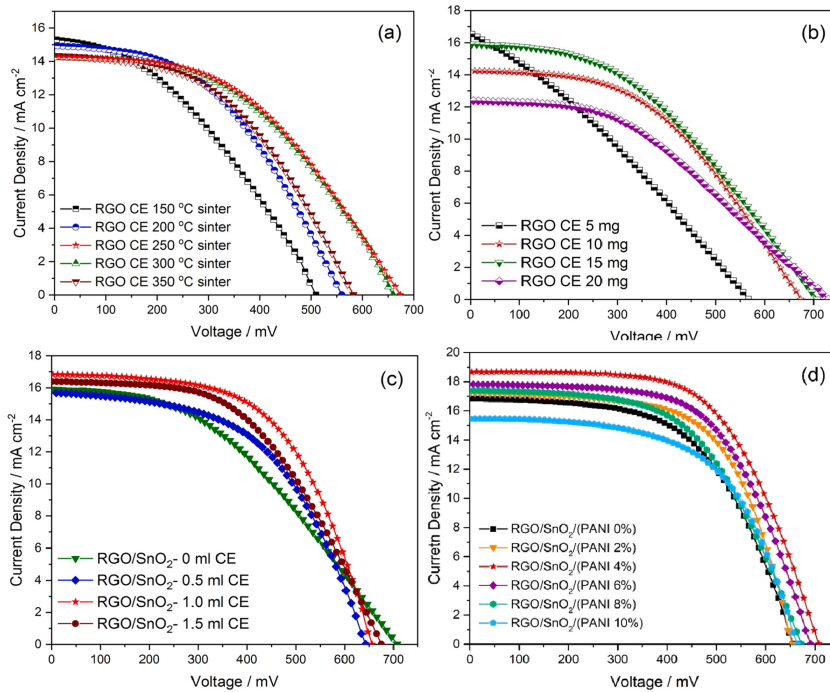 (a)
16
14
12
10
8
6
4
2
0
Current Density / mA cm-2
RGO CE 150 °C sinter
RGO CE 200 °C sinter
RGO CE 250 °C sinter
RGO CE 300 °C sinter
RGO CE 350 °C sinter
0 100 200 300 400 500 600 700
Voltage / mV
(b)
18
16
14
12
10
8
6
4
2
0
Current Density / mA cm-2
RGO CE 5 mg
RGO CE 10 mg
RGO CE 15 mg
RGO CE 20 mg
0 100 200 300 400 500 600 700
Voltage / mV
(c)
18
16
14
12
10
8
6
4
2
0
Current Density / mA cm-2
RGO/SnO2- 0 ml CE
RGO/SnO2- 0.5 ml CE
RGO/SnO2- 1.0 ml CE
RGO/SnO2- 1.5 ml CE
0 100 200 300 400 500 600 700
Voltage / mV
(d)
20
18
16
14
12
10
8
6
4
2
0
Curretn Density / mA cm-2
RGO/SnO2/(PANI 0%)
RGO/SnO2/(PANI 2%)
RGO/SnO2/(PANI 4%)
RGO/SnO2/(PANI 6%)
RGO/SnO2/(PANI 8%)
RGO/SnO2/(PANI 10%)
0 100 200 300 400 500 600 700
Voltage / mV